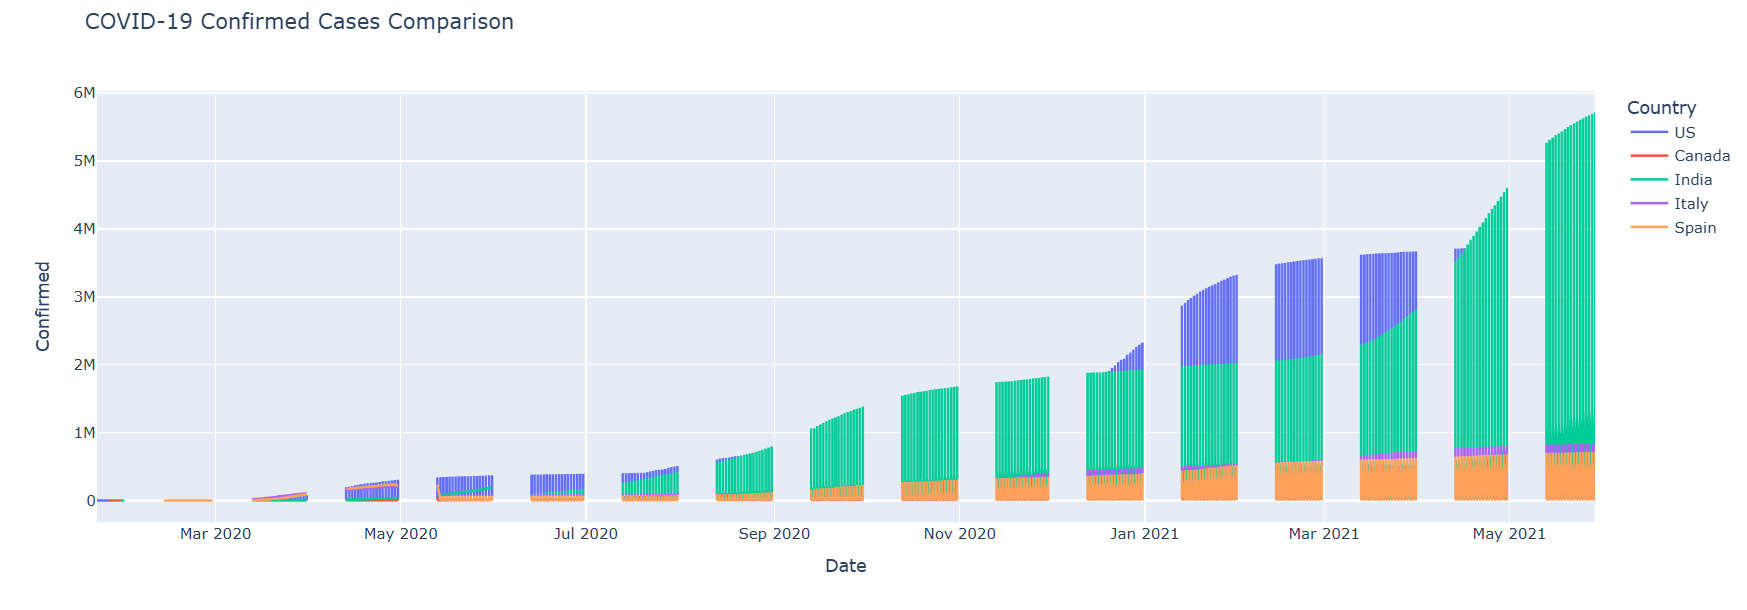 COVID-19 Confirmed Cases Comparison
6M
5M
4M
3M
2M
1M
0
Confirmed
Mar 2020
May 2020
Jul 2020
Sep 2020
Nov 2020
Jan 2021
Mar 2021
May 2021
Date
Country
US
Canada
India
Italy
Spain